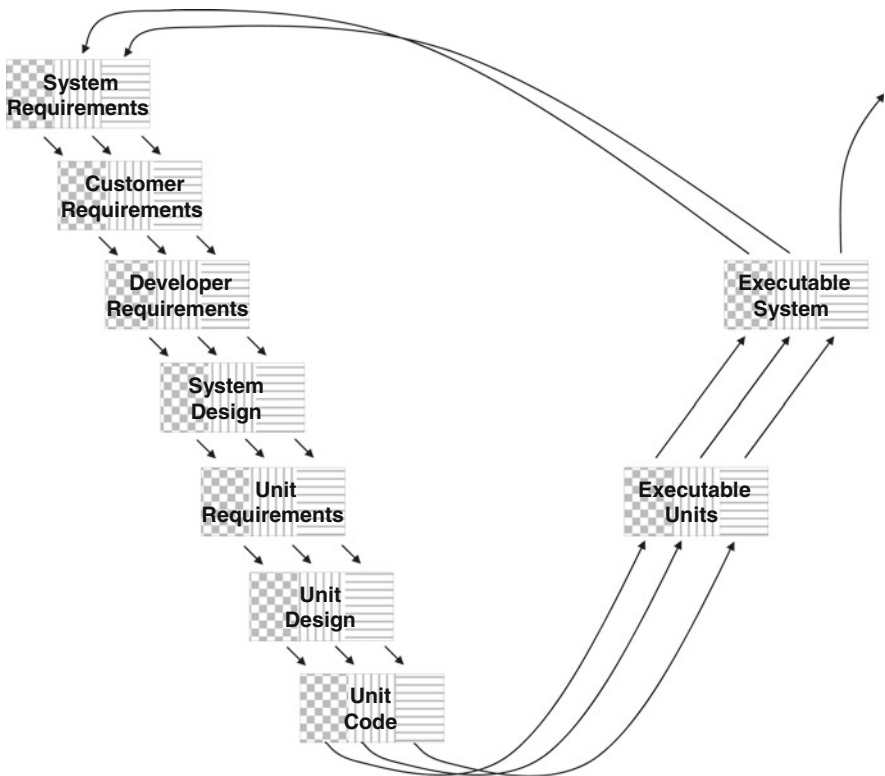 System
Requirements
Customer
Requirements
Developer
Requirements
System
Design
Unit
Requirements
Unit
Design
Unit
Code
Executable
System
Executable
Units